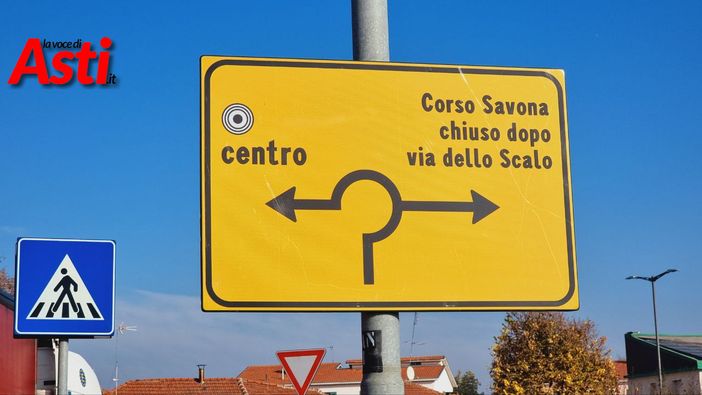 la voce di
Asti.it
centro
Corso Savona
chiuso dopo
via dello Scalo